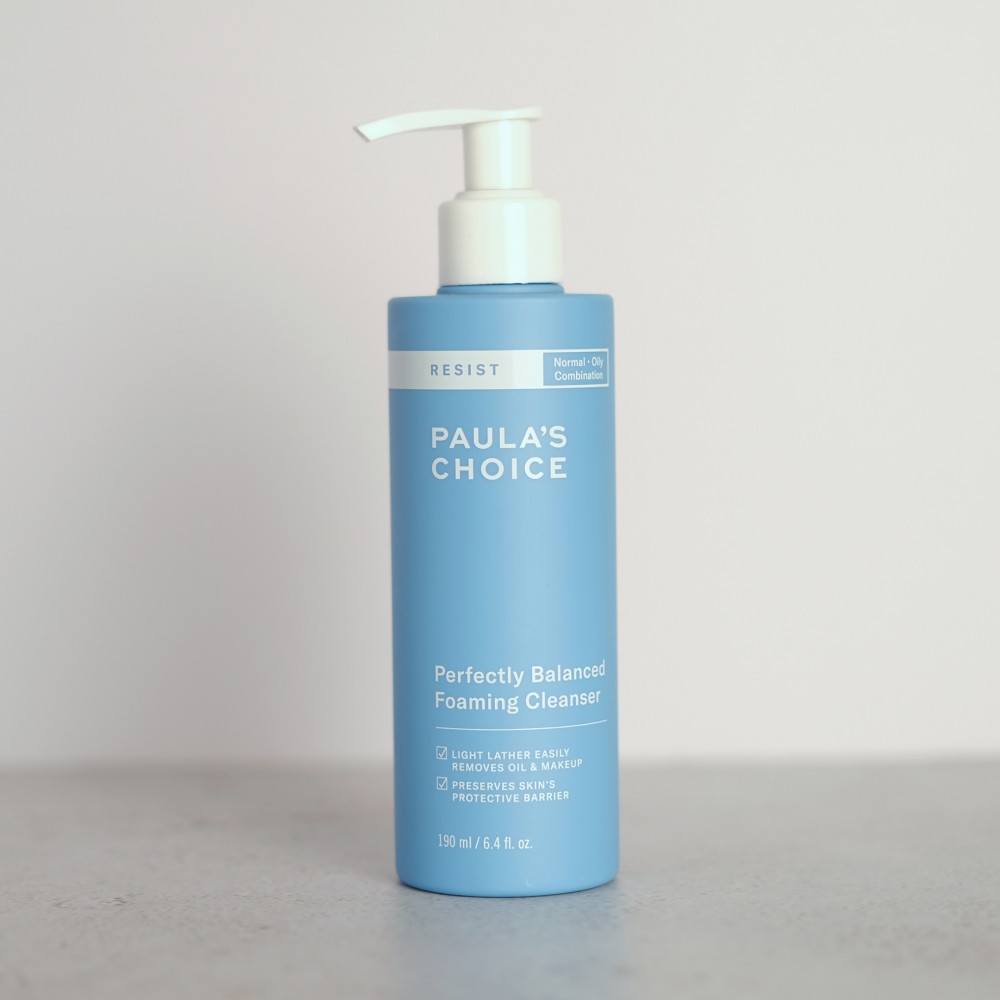 RESIST
Normal • Oily
Combination
PAULA'S
CHOICE
Perfectly Balanced
Foaming Cleanser
LIGHT LATHER EASILY
REMOVES OIL & MAKEUP
PRESERVES SKIN'S
PROTECTIVE BARRIER
190 ml / 6.4 fl. oz.